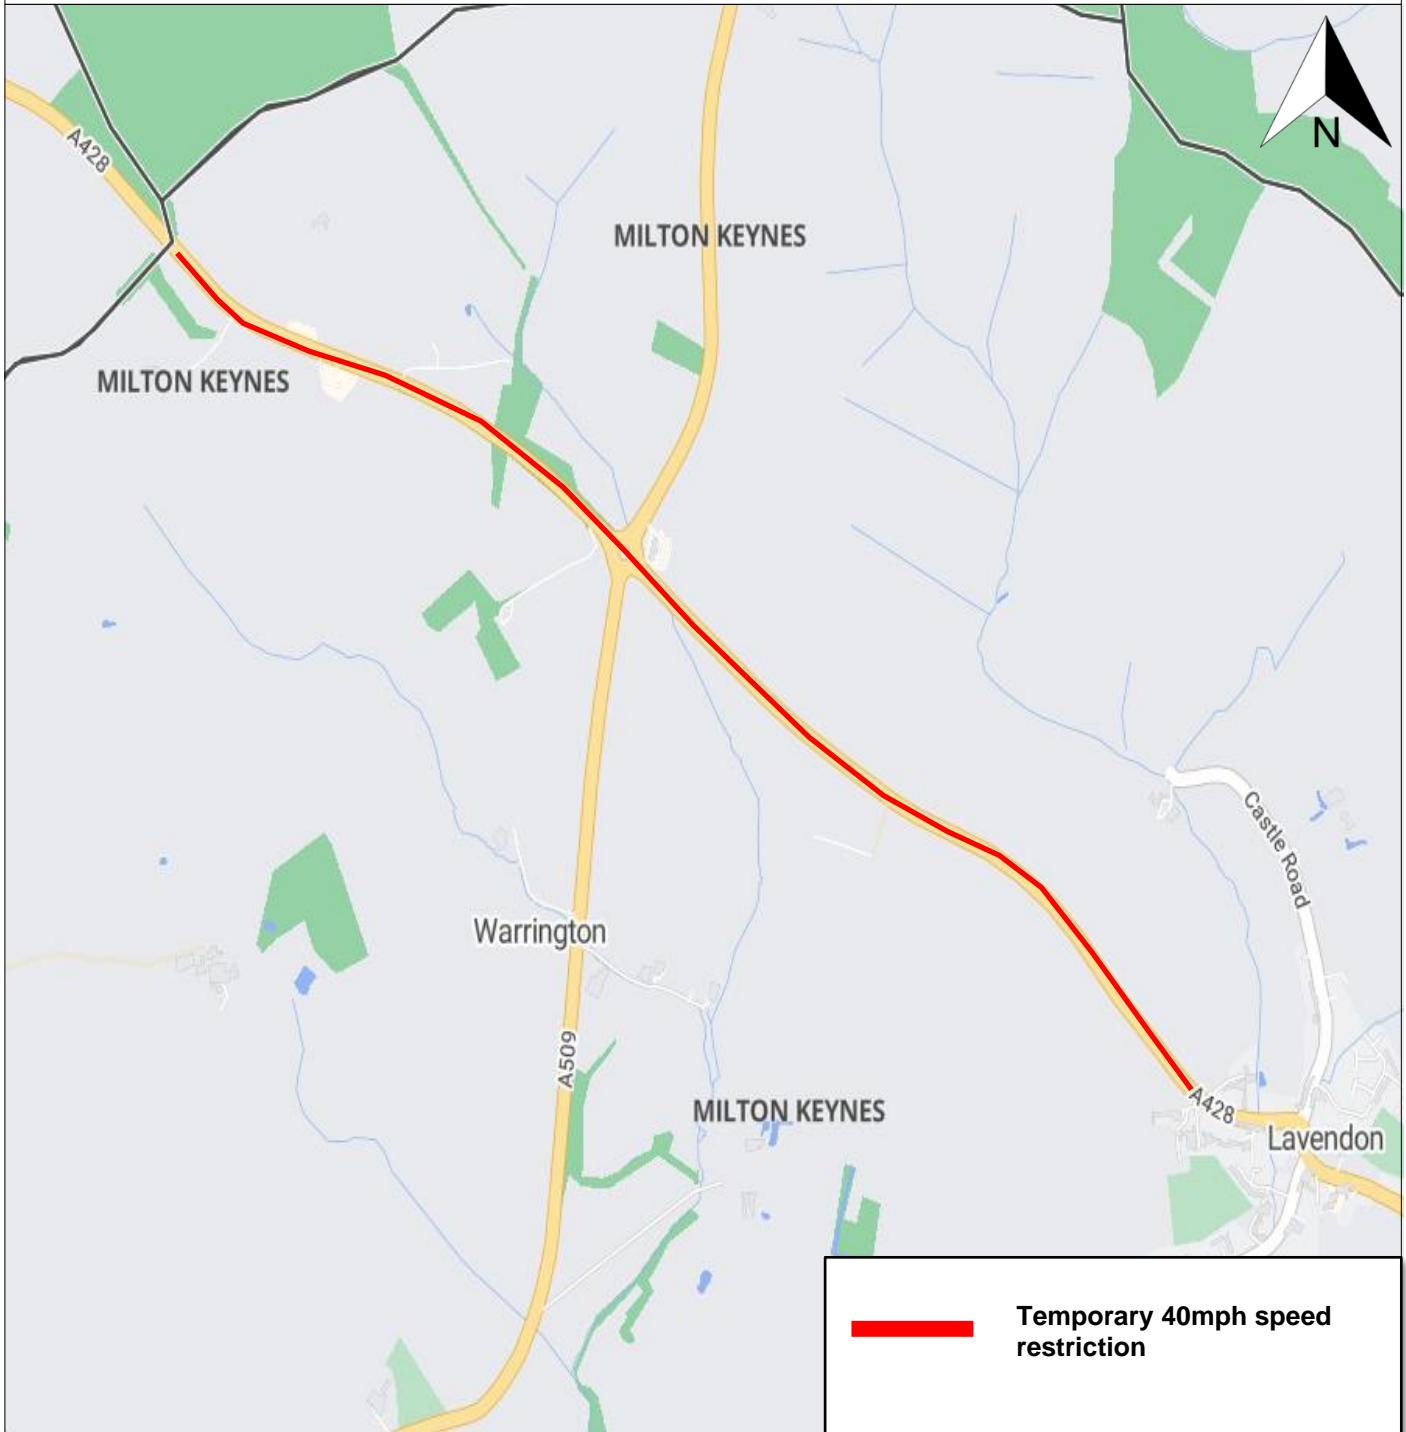 A428
N
MILTON KEYNES
MILTON KEYNES
Castle Road
Warrington
A509
A428
MILTON KEYNES
Lavendon
Temporary 40mph speed
restriction